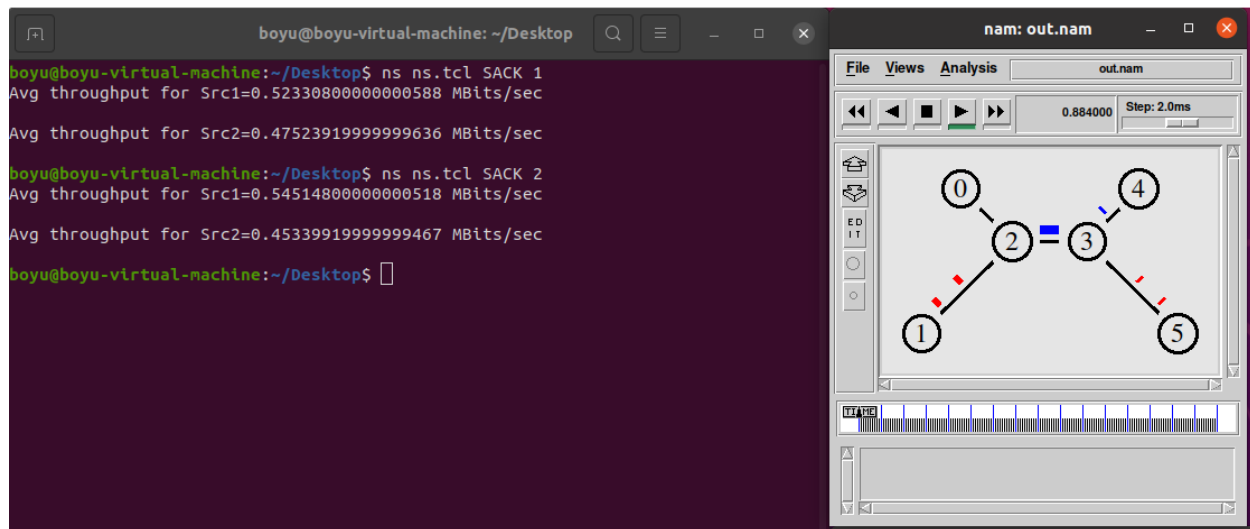 boyu@boyu-virtual-machine: ~/Desktop
boyu@boyu-virtual-machine:~/Desktop$ ns ns.tcl SACK 1
Avg throughput for Src1=0.52330800000000588 MBits/sec
Avg throughput for Src2=0.47523919999999636 MBits/sec
boyu@boyu-virtual-machine:~/Desktop$ ns ns.tcl SACK 2
Avg throughput for Src1=0.54514800000000518 MBits/sec
Avg throughput for Src2=0.45339919999999467 MBits/sec
boyu@boyu-virtual-machine:~/Desktop$
nam: out.nam
File Views Analysis out.nam
0.884000 Step: 2.0ms
ED
IT
0 4
2 3
1 5
TIME